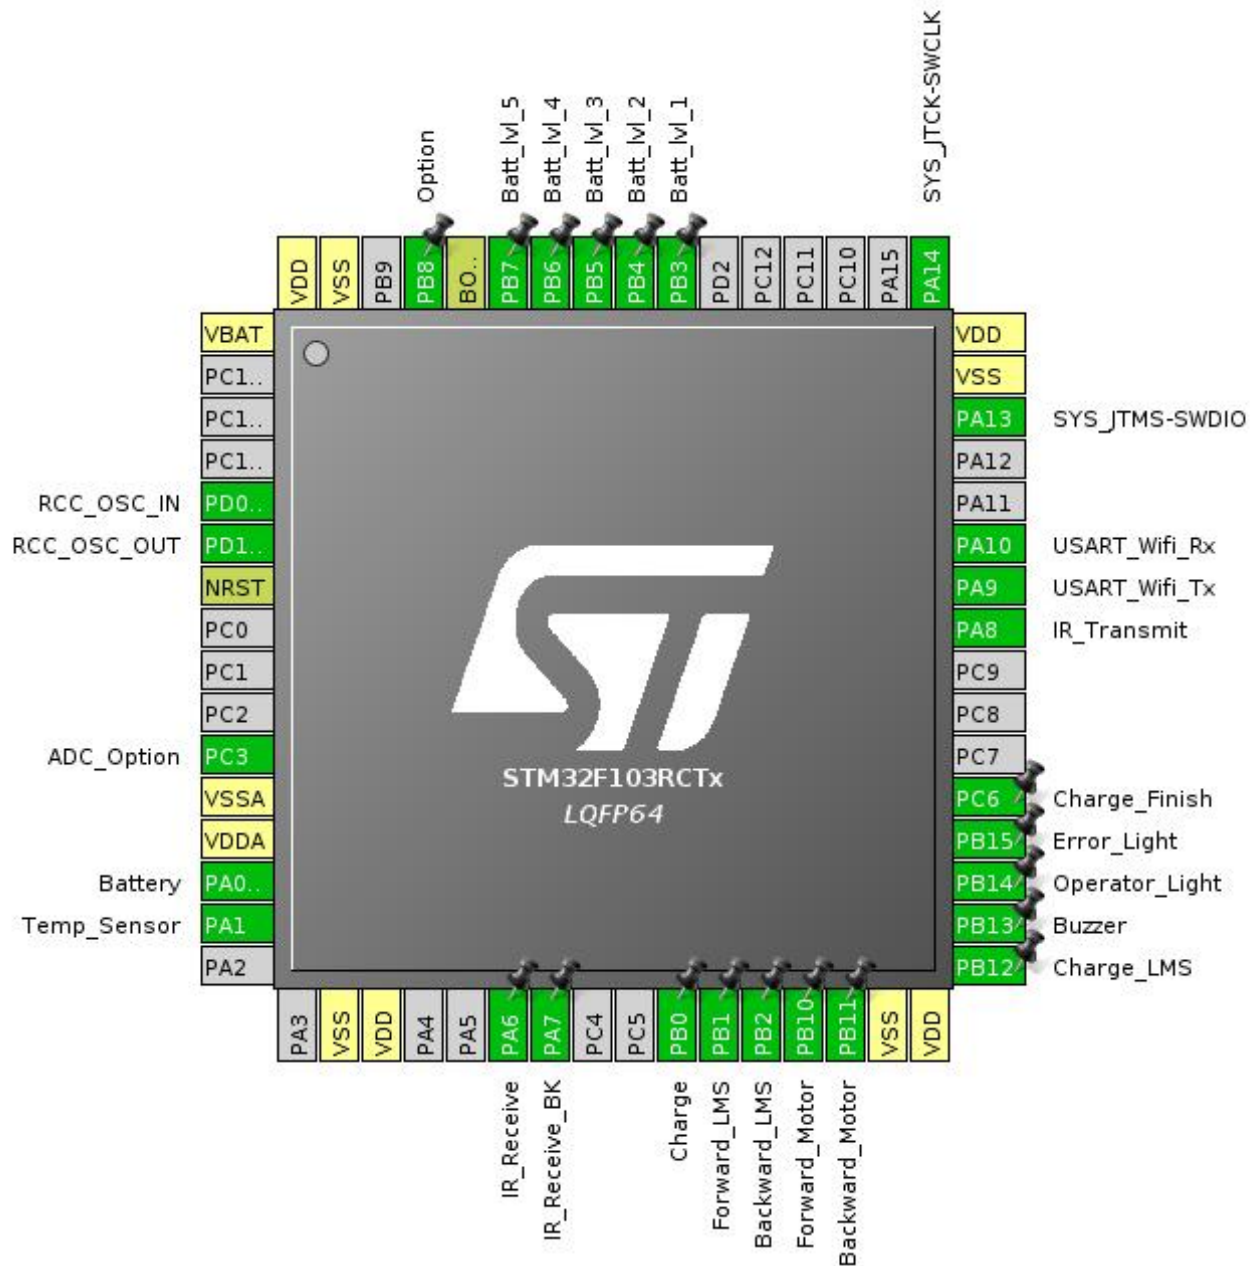 SYS_JTCK-SWCLK
Option
Batt_lvl_5
Batt_lvl_4
Batt_lvl_3
Batt_lvl_2
Batt_lvl_1
VDD
VSS
PB9
PB8
BO..
PB7
PB6
PB5
PB4
PB3
PD2
PC12
PC11
PC10
PA15
PA14
VBAT
PC1..
PC1..
PC1..
RCC_OSC_IN PD0..
RCC_OSC_OUT PD1..
NRST
PC0
PC1
PC2
ADC_Option PC3
VSSA
VDDA
Battery PA0..
Temp_Sensor PA1
PA2
ST
STM32F103RCTx
LQFP64
VDD
VSS
PA13 SYS_JTMS-SWDIO
PA12
PA11
PA10 USART_Wifi_Rx
PA9 USART_Wifi_Tx
PA8 IR_Transmit
PC9
PC8
PC7
PC6 Charge_Finish
PB15 Error_Light
PB14 Operator_Light
PB13 Buzzer
PB12 Charge_LMS
PA3
VSS
VDD
PA4
PA5
PA6
PA7
PC4
PC5
PB0
PB1
PB2
PB10
PB11
VSS
VDD
IR_Receive
IR_Receive_BK
Charge
Forward_LMS
Backward_LMS
Forward_Motor
Backward_Motor